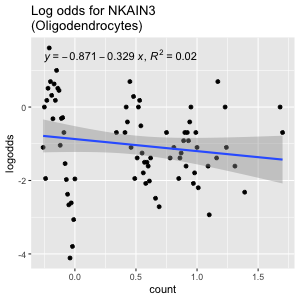 Log odds for NKAIN3
(Oligodendrocytes)
y = −0.871 − 0.329 x, R² = 0.02
logodds
0
-2
-4
0.0 0.5 1.0 1.5
count